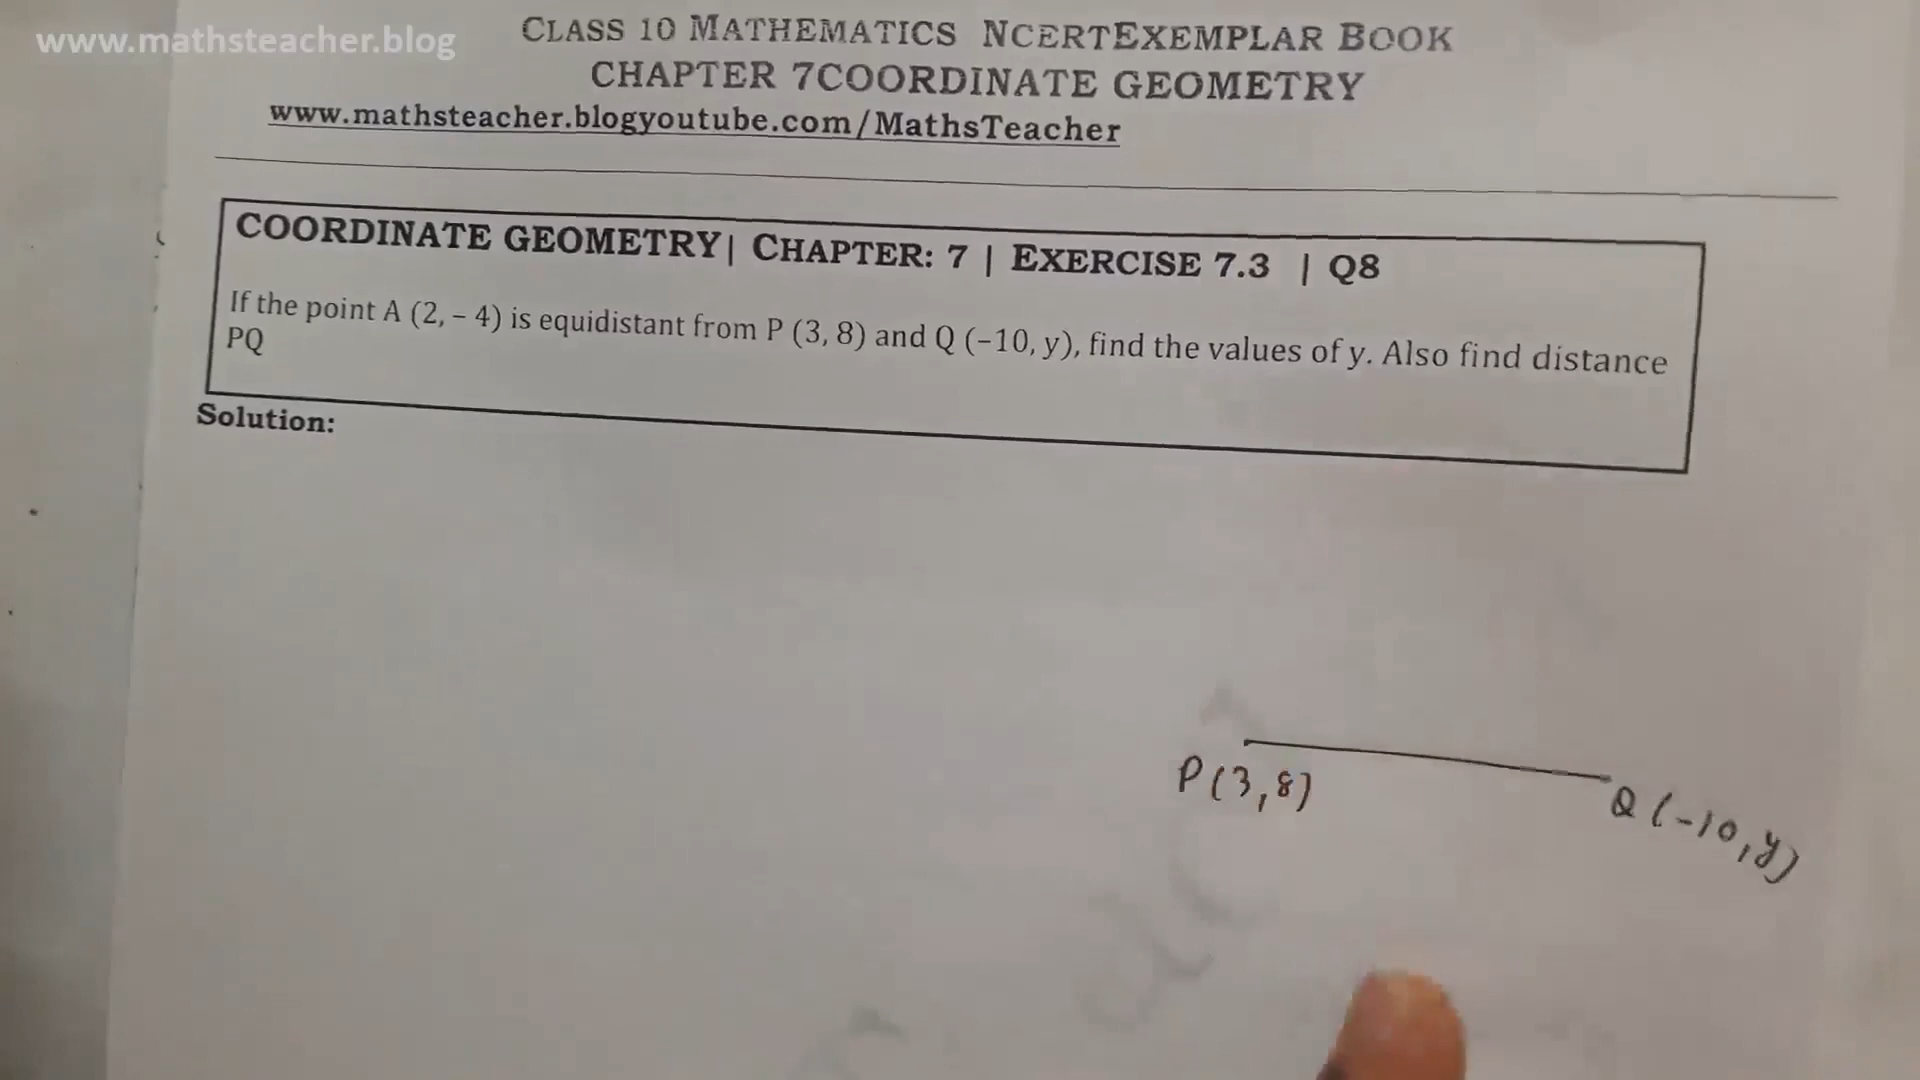 www.mathsteacher.blog
CLASS 10 MATHEMATICS NCERTEXEMPLAR BOOK
CHAPTER 7COORDINATE GEOMETRY
www.mathsteacher.blogyoutube.com/MathsTeacher
COORDINATE GEOMETRY| CHAPTER: 7 | EXERCISE 7.3 | Q8
If the point A (2, – 4) is equidistant from P (3, 8) and Q (–10, y), find the values of y. Also find distance
PQ
Solution:
P(3,8)
Q(-10,y)